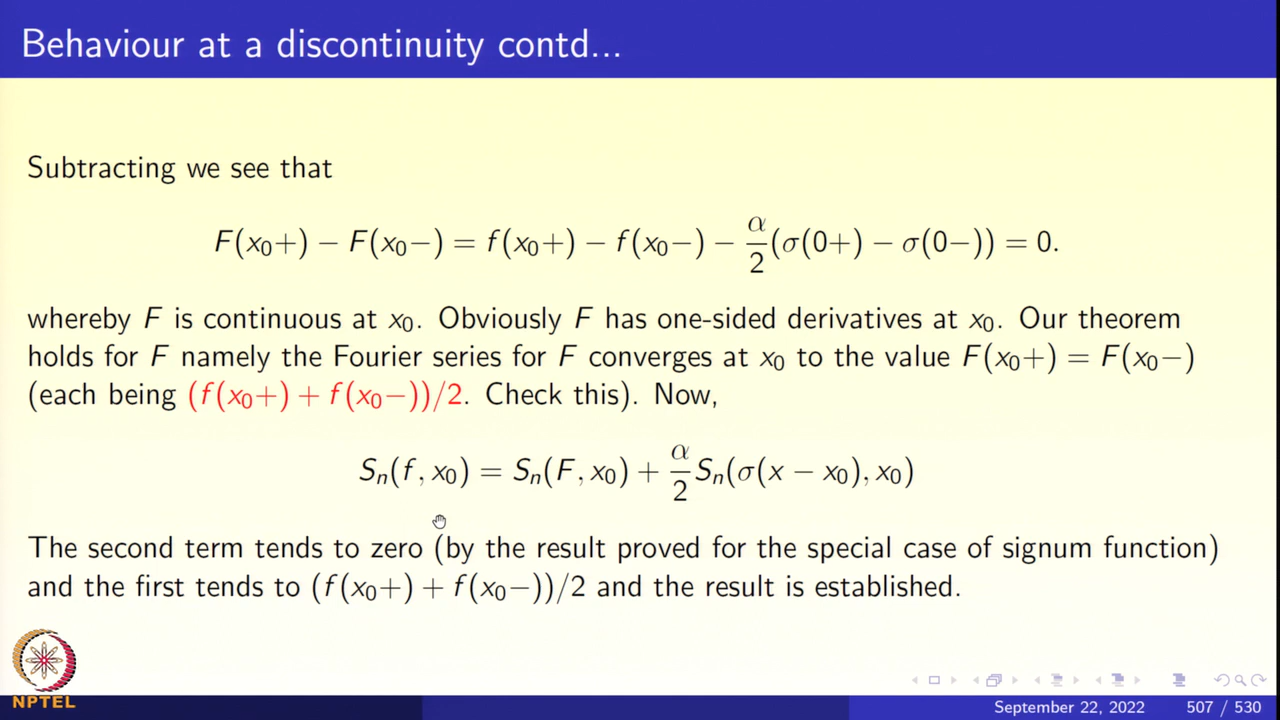 Behaviour at a discontinuity contd...
Subtracting we see that
F(x₀+) − F(x₀−) = f(x₀+) − f(x₀−) − α/2 (σ(0+) − σ(0−)) = 0.
whereby F is continuous at x₀. Obviously F has one-sided derivatives at x₀. Our theorem
holds for F namely the Fourier series for F converges at x₀ to the value F(x₀+) = F(x₀−)
(each being (f(x₀+) + f(x₀−))/2. Check this). Now,
Sₙ(f, x₀) = Sₙ(F, x₀) + α/2 Sₙ(σ(x − x₀), x₀)
The second term tends to zero (by the result proved for the special case of signum function)
and the first tends to (f(x₀+) + f(x₀−))/2 and the result is established.
NPTEL
September 22, 2022 507 / 530